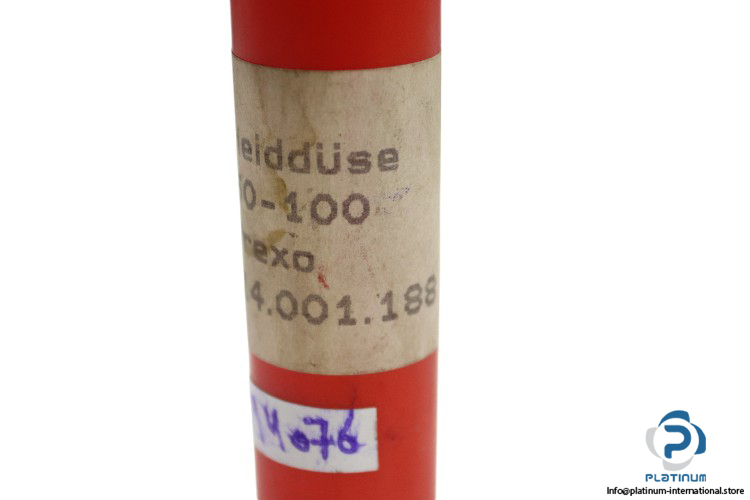 eiddüse
0-100
rexo
4.001.188
14076
PLATINUM
Info@platinum-international.store